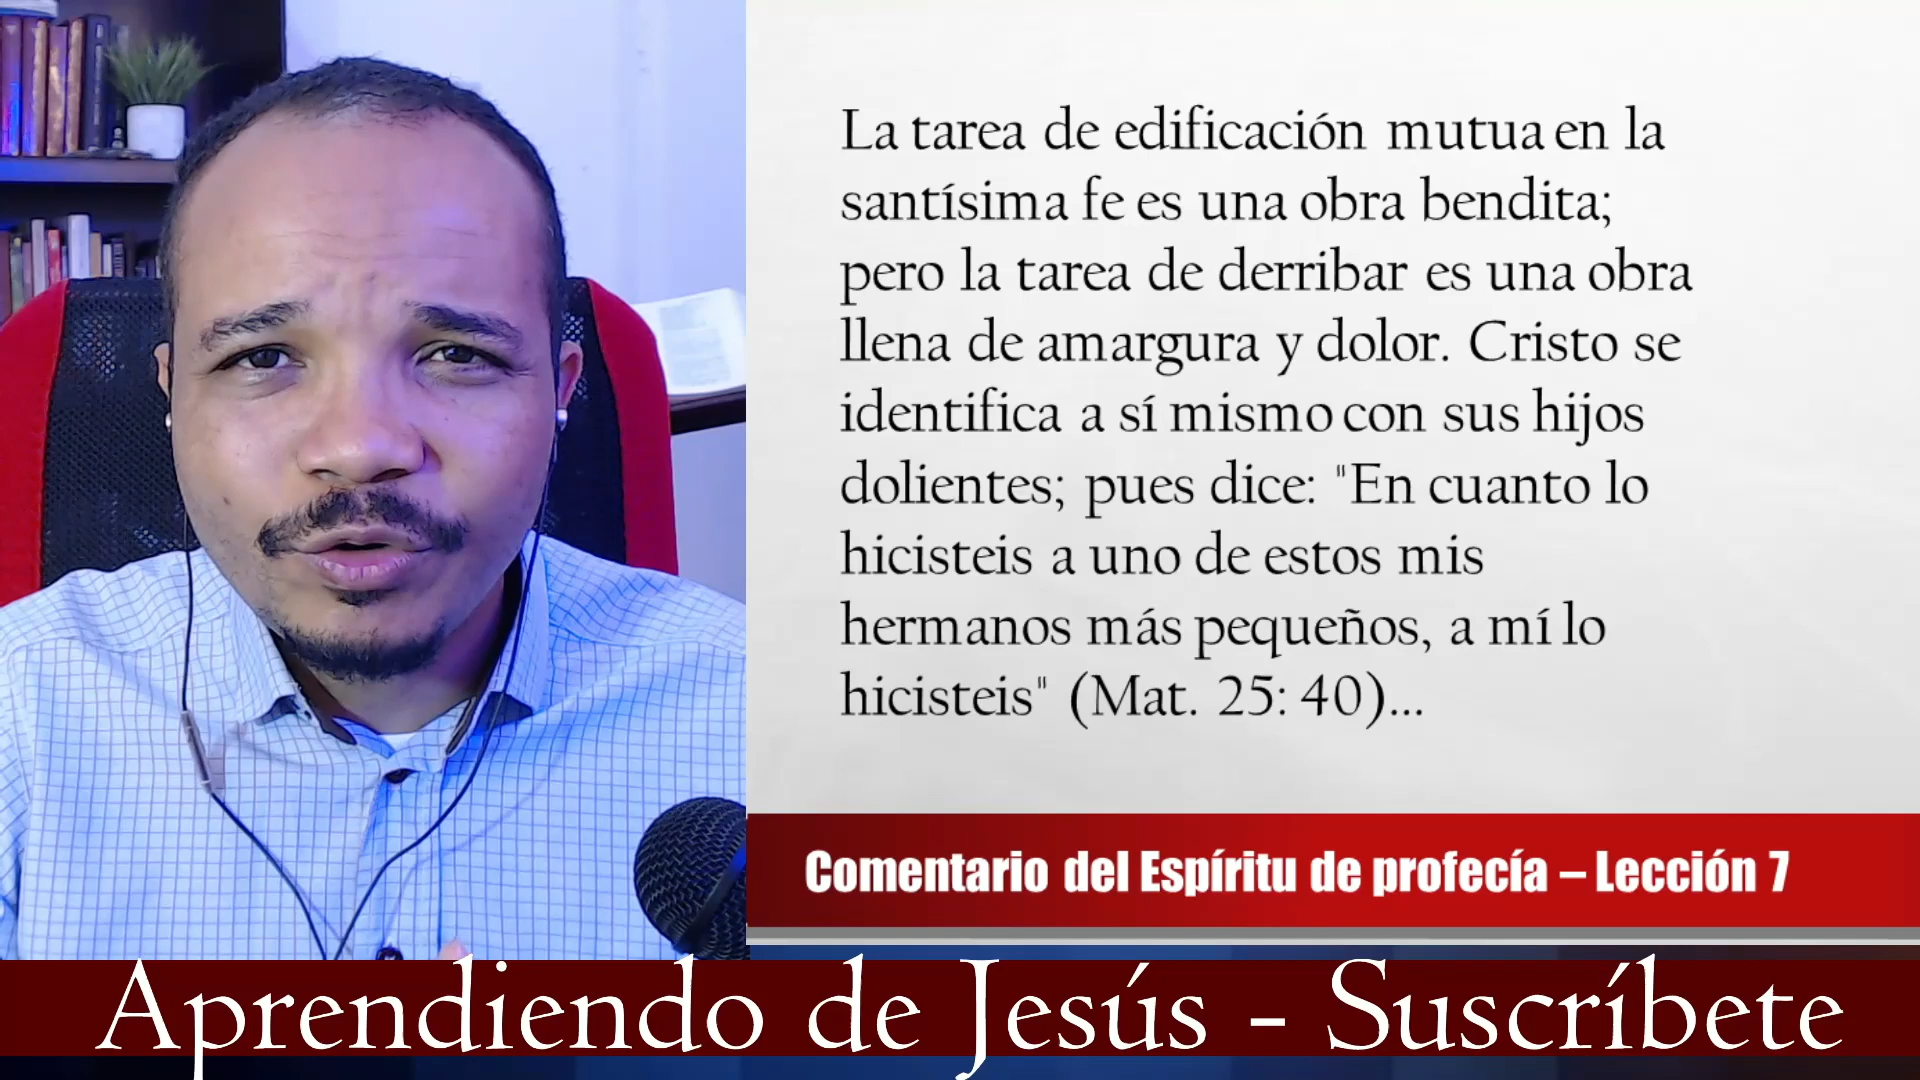 La tarea de edificación mutua en la
santísima fe es una obra bendita;
pero la tarea de derribar es una obra
llena de amargura y dolor. Cristo se
identifica a sí mismo con sus hijos
dolientes; pues dice: "En cuanto lo
hicisteis a uno de estos mis
hermanos más pequeños, a mí lo
hicisteis" (Mat. 25: 40)...
Comentario del Espíritu de profecía – Lección 7
Aprendiendo de Jesús - Suscríbete